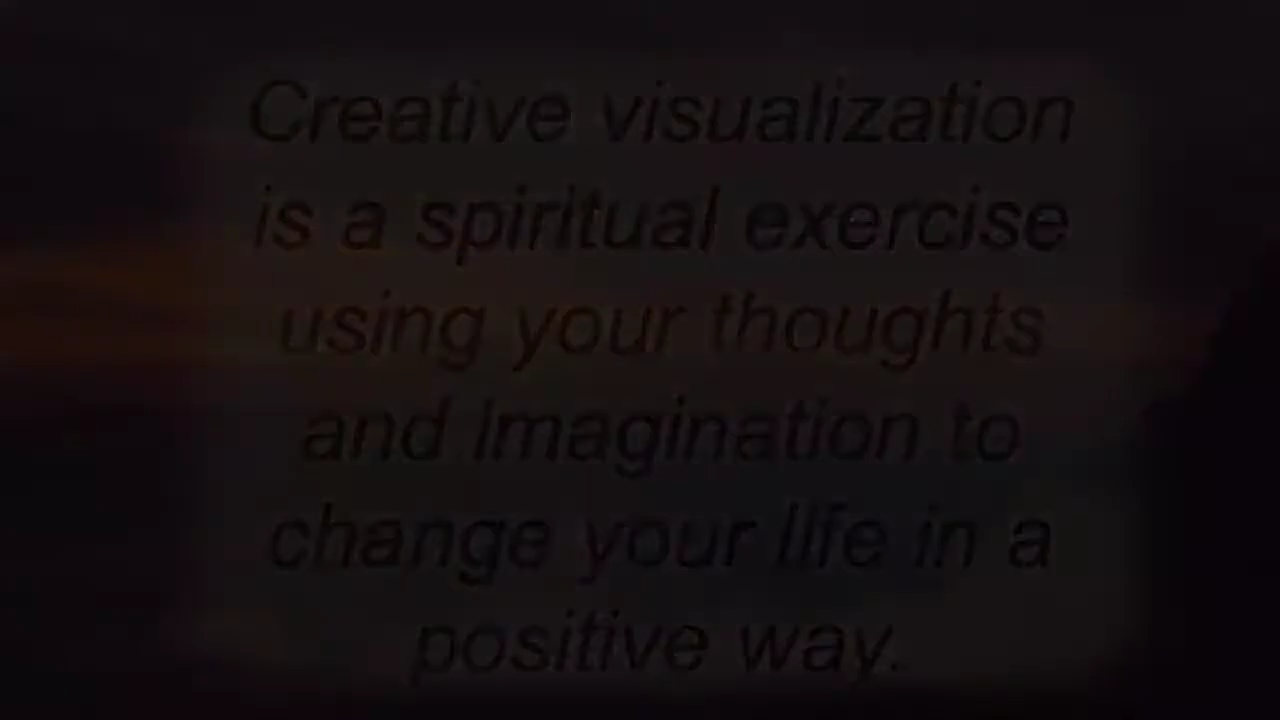 Creative visualization
is a spiritual exercise
using your thoughts
and imagination to
change your life in a
positive way.